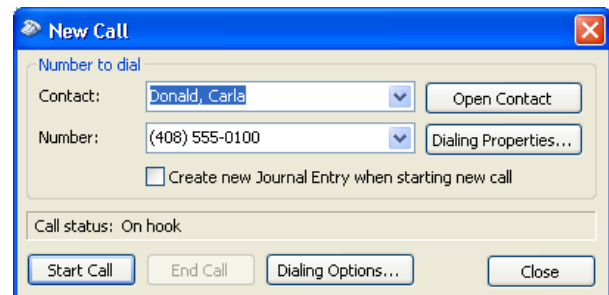 New Call
Number to dial
Contact: Donald, Carla Open Contact
Number: (408) 555-0100 Dialing Properties...
Create new Journal Entry when starting new call
Call status: On hook
Start Call End Call Dialing Options... Close